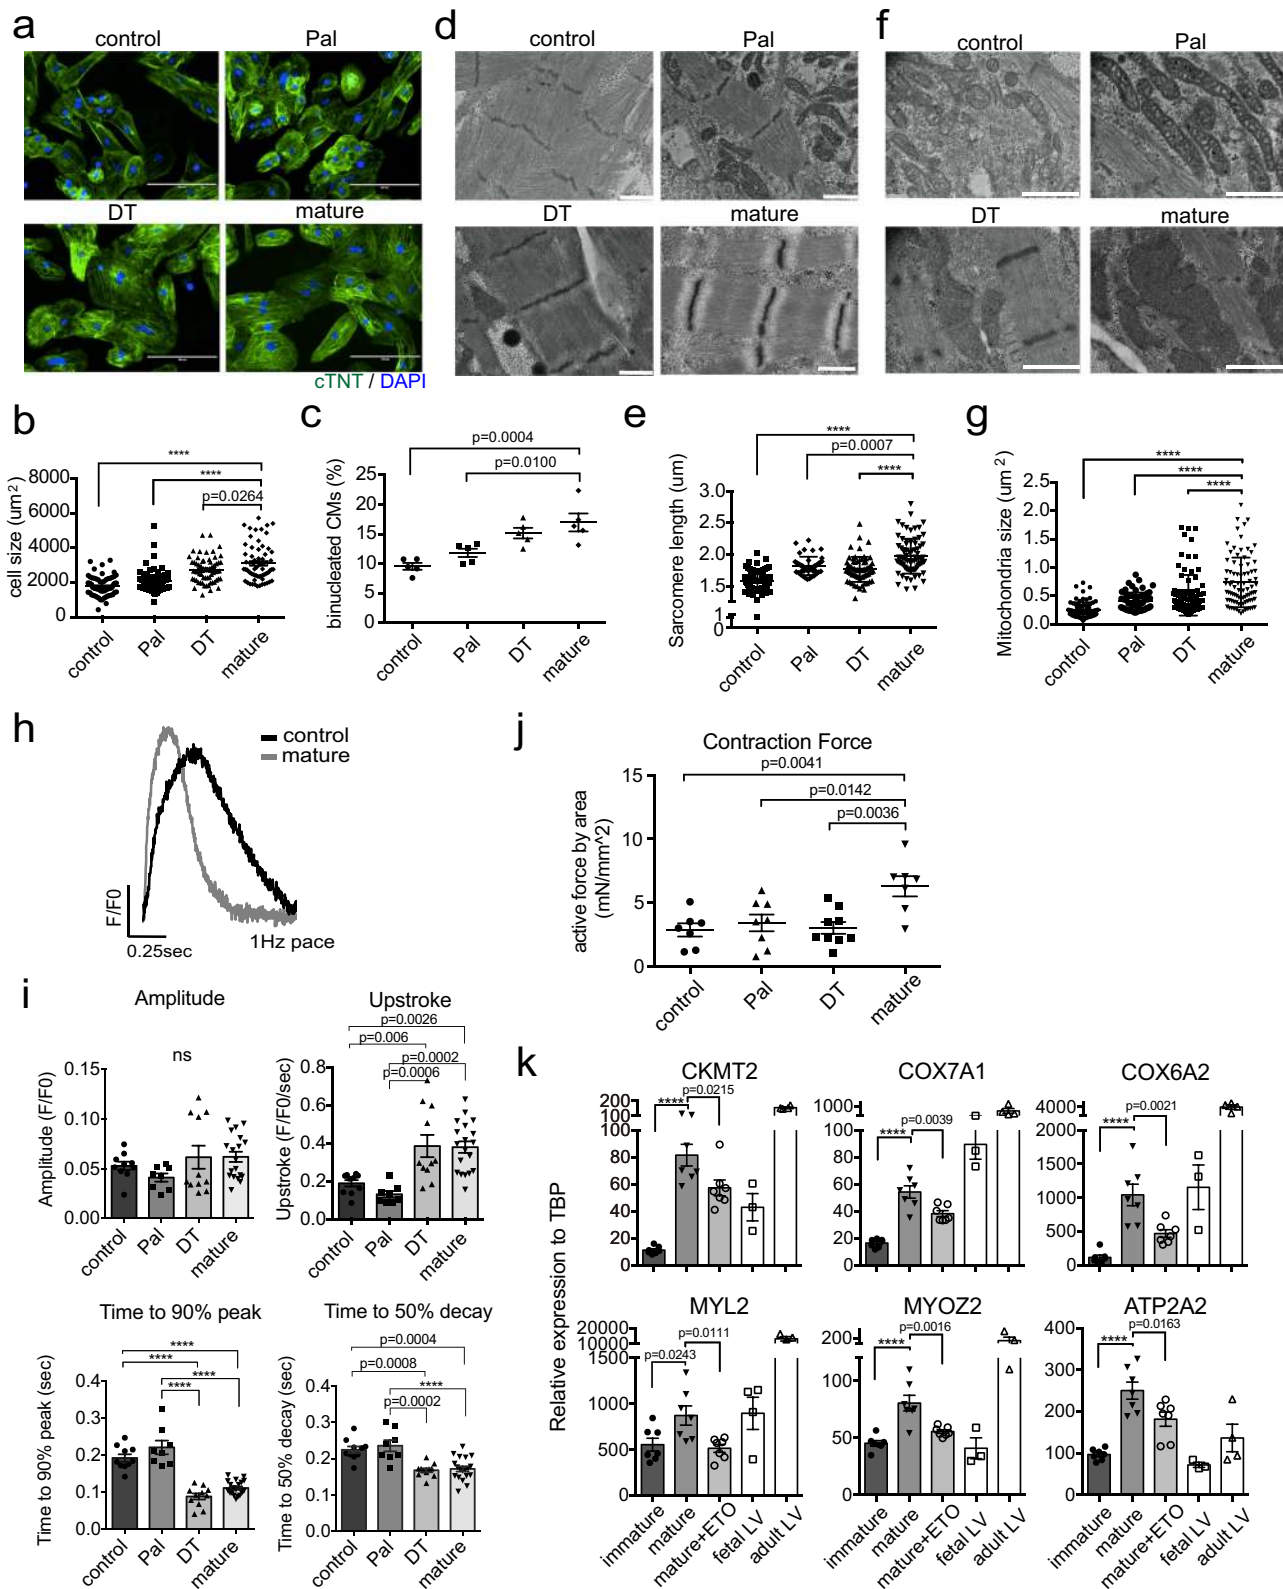 a
control
Pal
DT
mature
cTNT / DAPI
d
control
Pal
DT
mature
f
control
Pal
DT
mature
b
cell size (um²)
8000
6000
4000
2000
0
****
****
p=0.0264
control
Pal
DT
mature
c
binucleated CMs (%)
25
20
15
10
5
0
p=0.0004
p=0.0100
control
Pal
DT
mature
e
Sarcomere length (um)
3.0
2.5
2.0
1.5
1
0
****
p=0.0007
****
control
Pal
DT
mature
g
Mitochondria size (um²)
2.5
2.0
1.5
1.0
0.5
0.0
****
****
****
control
Pal
DT
mature
h
control
mature
F/F0
0.25sec
1Hz pace
j
Contraction Force
active force by area
(mN/mm^2)
15
10
5
0
p=0.0041
p=0.0142
p=0.0036
control
Pal
DT
mature
i
Amplitude
Amplitude (F/F0)
0.15
0.10
0.05
0.00
ns
control
Pal
DT
mature
Upstroke
Upstroke (F/F0/sec)
0.8
0.6
0.4
0.2
0.0
p=0.0026
p=0.006
p=0.0002
p=0.0006
control
Pal
DT
mature
Time to 90% peak
Time to 90% peak (sec)
0.4
0.3
0.2
0.1
0.0
****
****
****
****
control
Pal
DT
mature
Time to 50% decay
Time to 50% decay (sec)
0.4
0.3
0.2
0.1
0.0
p=0.0004
p=0.0008
****
p=0.0002
control
Pal
DT
mature
k
Relative expression to TBP
CKMT2
200
100
100
80
60
40
20
0
****
p=0.0215
COX7A1
1000
100
100
80
60
40
20
0
****
p=0.0039
COX6A2
4000
2000
2000
1500
1000
500
0
****
p=0.0021
MYL2
20000
10000
1500
1000
500
0
p=0.0243
p=0.0111
immature
mature
mature+ETO
fetal LV
adult LV
MYOZ2
200
100
50
0
****
p=0.0016
immature
mature
mature+ETO
fetal LV
adult LV
ATP2A2
400
300
200
100
0
****
p=0.0163
immature
mature
mature+ETO
fetal LV
adult LV